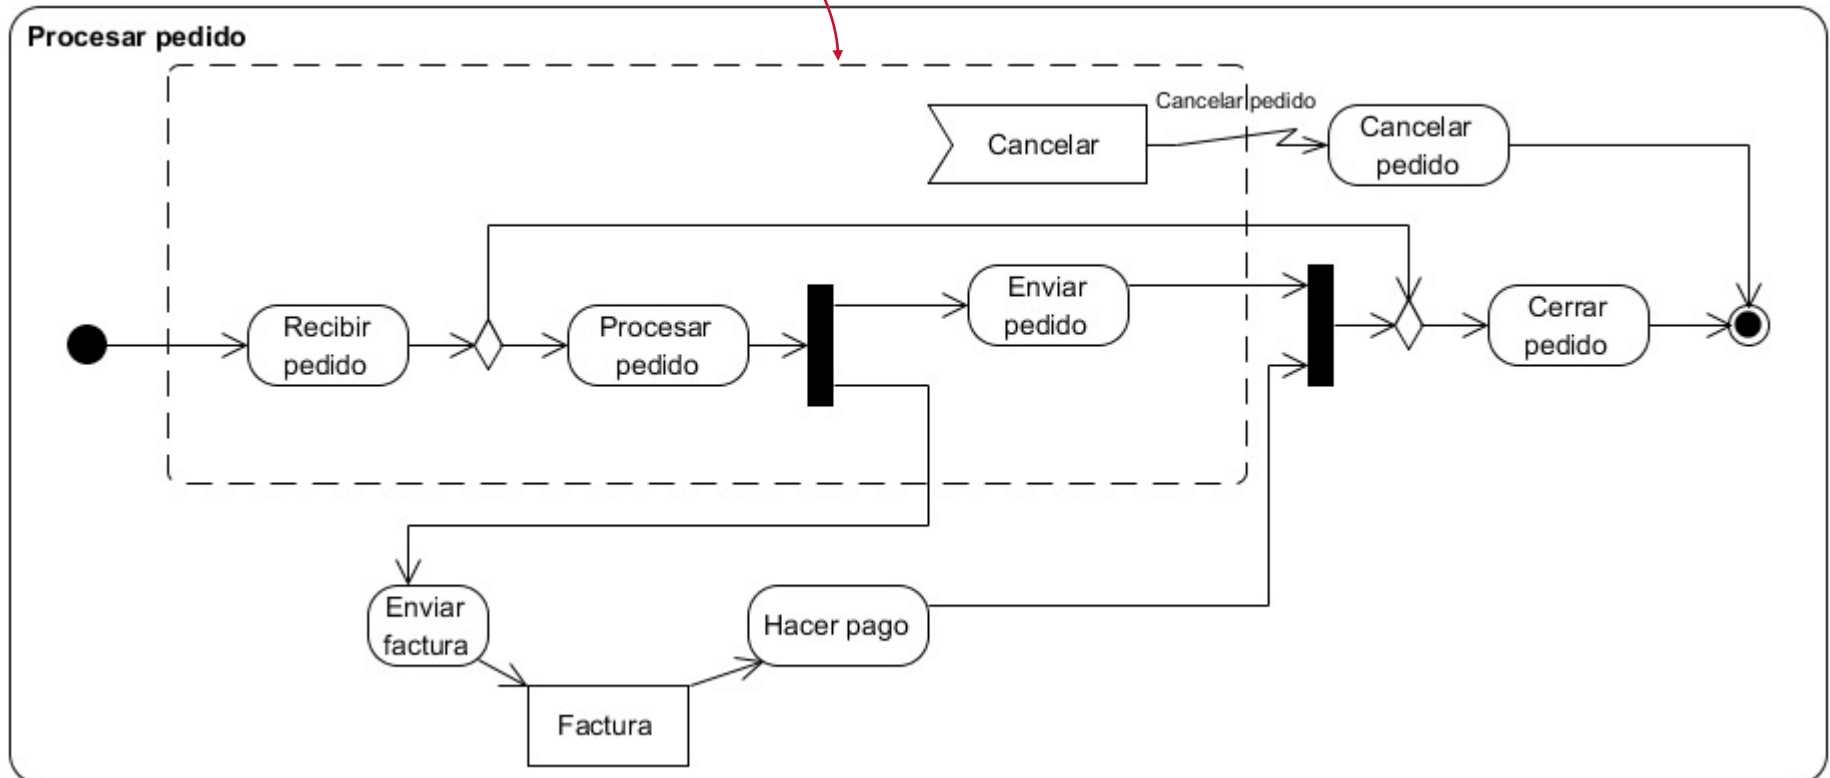 Procesar pedido
Cancelar pedido
Cancelar
Cancelar
pedido
Recibir
pedido
Procesar
pedido
Enviar
pedido
Cerrar
pedido
Enviar
factura
Hacer pago
Factura